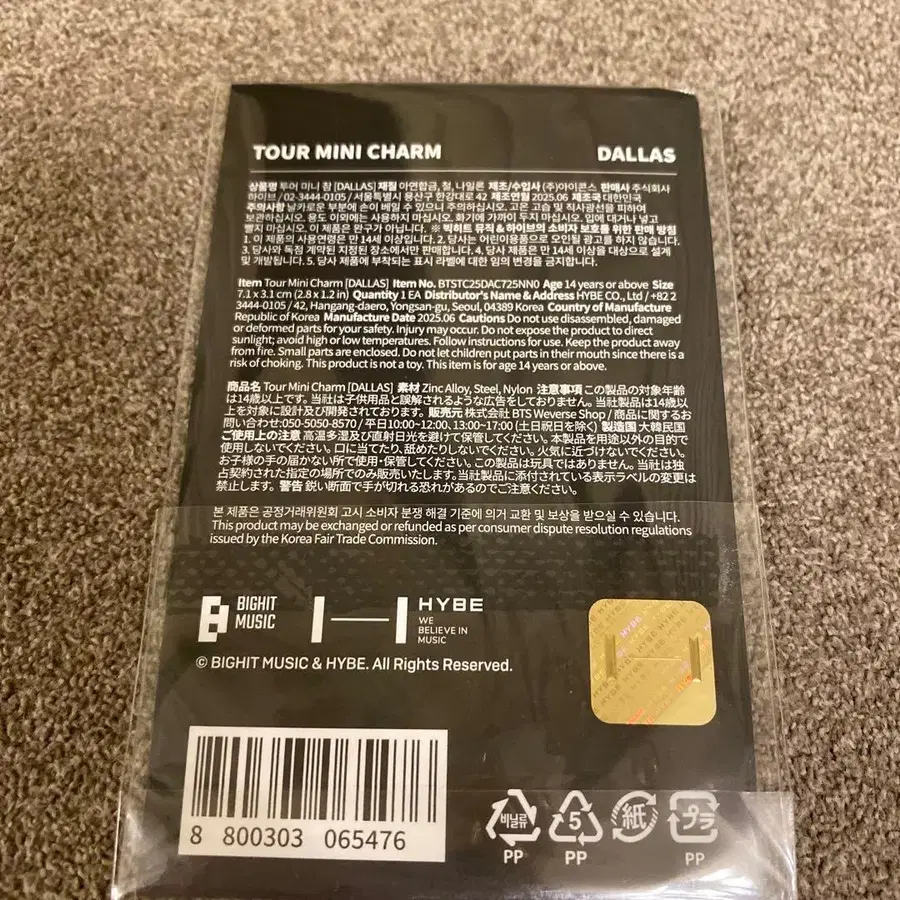 TOUR MINI CHARM
DALLAS
상품명 투어 미니 참 [DALLAS] 재질 아연합금, 철, 나일론 제조/수입사 (주)아이콘스 판매사 주식회사
하이브 / 02-3444-0105 / 서울특별시 용산구 한강대로 42 제조연월 2025.06 제조국 대한민국
주의사항 날카로운 부분에 손이 베일 수 있으니 주의하십시오. 고온 고습 및 직사광선을 피하여
보관하십시오. 용도 이외에는 사용하지 마십시오. 화기에 가까이 두지 마십시오. 입에 대거나 넣고
빨지 마십시오. 이 제품은 완구가 아닙니다. ※ 빅히트 뮤직 & 하이브의 소비자 보호를 위한 판매 방침
1. 이 제품의 사용연령은 만 14세 이상입니다. 2. 당사는 어린이용품으로 오인될 광고를 하지 않습니다.
3. 당사와 독점 계약된 지정된 장소에서만 판매합니다. 4. 당사 제품은 만 14세 이상을 대상으로 설계
및 개발됩니다. 5. 당사 제품에 부착되는 표시 라벨에 대한 임의 변경을 금지합니다.
Item Tour Mini Charm [DALLAS] Item No. BTSTC25DAC725NN0 Age 14 years or above Size
7.1 x 3.1 cm (2.8 x 1.2 in) Quantity 1 EA Distributor's Name & Address HYBE CO., Ltd / +82 2
3444-0105 / 42, Hangang-daero, Yongsan-gu, Seoul, 04389 Korea Country of Manufacture
Republic of Korea Manufacture Date 2025.06 Cautions Do not use disassembled, damaged
or deformed parts for your safety. Injury may occur. Do not expose the product to direct
sunlight; avoid high or low temperatures. Follow instructions for use. Keep the product away
from fire. Small parts are enclosed. Do not let children put parts in their mouth since there is a
risk of choking. This product is not a toy. This item is for age 14 years or above.
商品名 Tour Mini Charm [DALLAS] 素材 Zinc Alloy, Steel, Nylon 注意事項 この製品の対象年齢
は14歳以上です。当社は子供用品と誤解されるような広告をしておりません。当社製品は14歳以
上を対象に設計及び開発されております。販売元 株式会社 BTS Weverse Shop / 商品に関するお
問い合わせ:050-5050-8570 / 平日10:00~12:00, 13:00~17:00 (土日祝日を除く) 製造国 大韓民国
ご使用上の注意 高温多湿及び直射日光を避けて保管してください。本製品を用途以外の目的で
使用しないでください。口に当てたり、舐めたりしないでください。火気に近づけないでください。
お子様の手の届かない所で使用・保管してください。この製品は玩具ではありません。当社は独
占契約された指定の場所でのみ販売いたします。当社製品に添付されている表示ラベルの変更は
禁止します。警告 鋭い断面で手が切れる恐れがあるのでご注意ください。
본 제품은 공정거래위원회 고시 소비자 분쟁 해결 기준에 의거 교환 및 보상을 받으실 수 있습니다.
This product may be exchanged or refunded as per consumer dispute resolution regulations
issued by the Korea Fair Trade Commission.
BIGHIT
MUSIC
HYBE
WE
BELIEVE IN
MUSIC
© BIGHIT MUSIC & HYBE. All Rights Reserved.
HYBE
8 800303 065476
비닐류
PP
5
PP
紙
プラ
PP